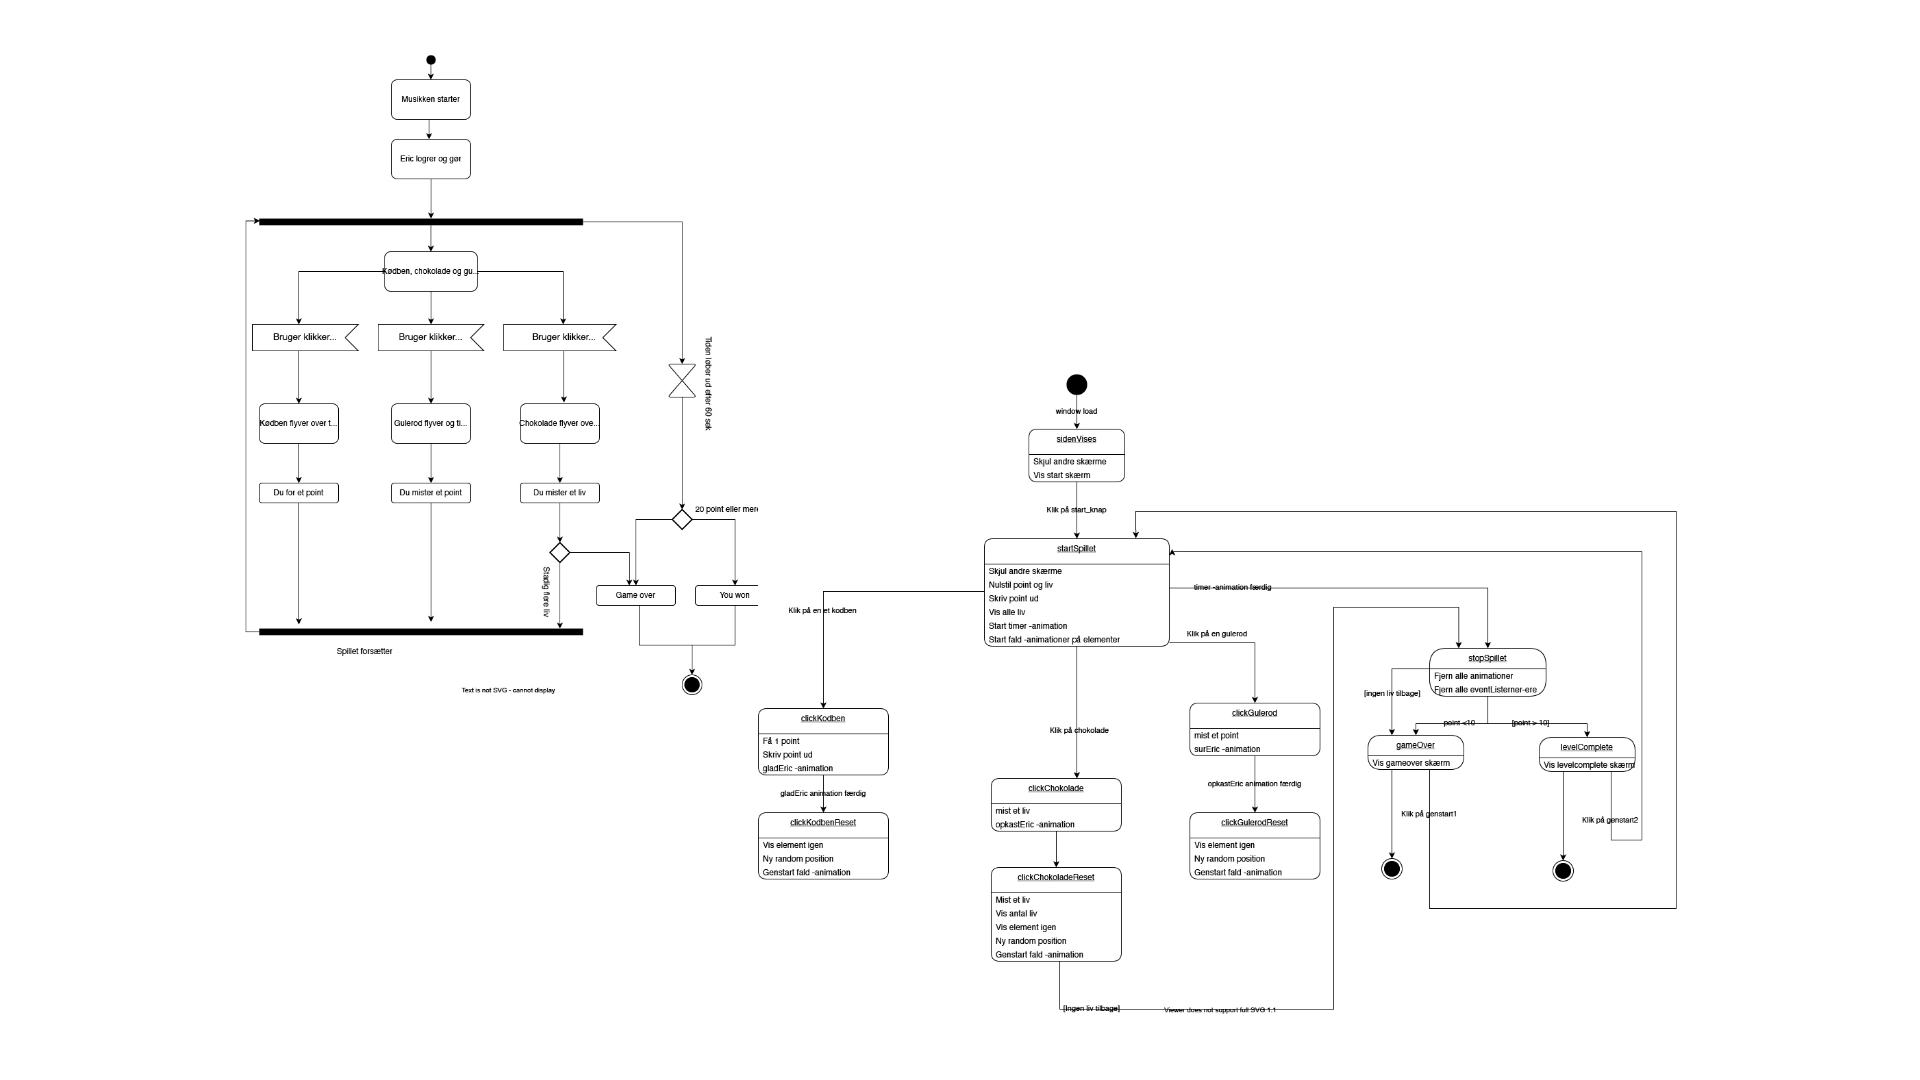 Musikken starter
Eric logrer og gør
Kødben, chokolade og gu...
Bruger klikker...
Bruger klikker...
Bruger klikker...
Tiden løber ud efter 60 sek
Kødben flyver over t...
Gulerod flyver og ti...
Chokolade flyver ove...
Du for et point
Du mister et point
Du mister et liv
20 point eller mere
Stadig flere liv
Game over
You won
Spillet forsætter
Text is not SVG - cannot display
window load
sidenVises
Skjul andre skærme
Vis start skærm
Klik på start_knap
startSpillet
Skjul andre skærme
Nulstil point og liv
Skriv point ud
Vis alle liv
Start timer -animation
Start fald -animationer på elementer
Klik på en et kodben
timer -animation færdig
Klik på en gulerod
Klik på chokolade
clickKodben
Få 1 point
Skriv point ud
gladEric -animation
gladEric animation færdig
clickKodbenReset
Vis element igen
Ny random position
Genstart fald -animation
clickChokolade
mist et liv
opkastEric -animation
clickChokoladeReset
Mist et liv
Vis antal liv
Vis element igen
Ny random position
Genstart fald -animation
[Ingen liv tilbage]
clickGulerod
mist et point
surEric -animation
opkastEric animation færdig
clickGulerodReset
Vis element igen
Ny random position
Genstart fald -animation
stopSpillet
Fjern alle animationer
Fjern alle eventListerner-ere
[ingen liv tilbage]
point <10
[point > 10]
gameOver
Vis gameover skærm
levelComplete
Vis levelcomplete skærm
Klik på genstart1
Klik på genstart2
Viewer does not support full SVG 1.1